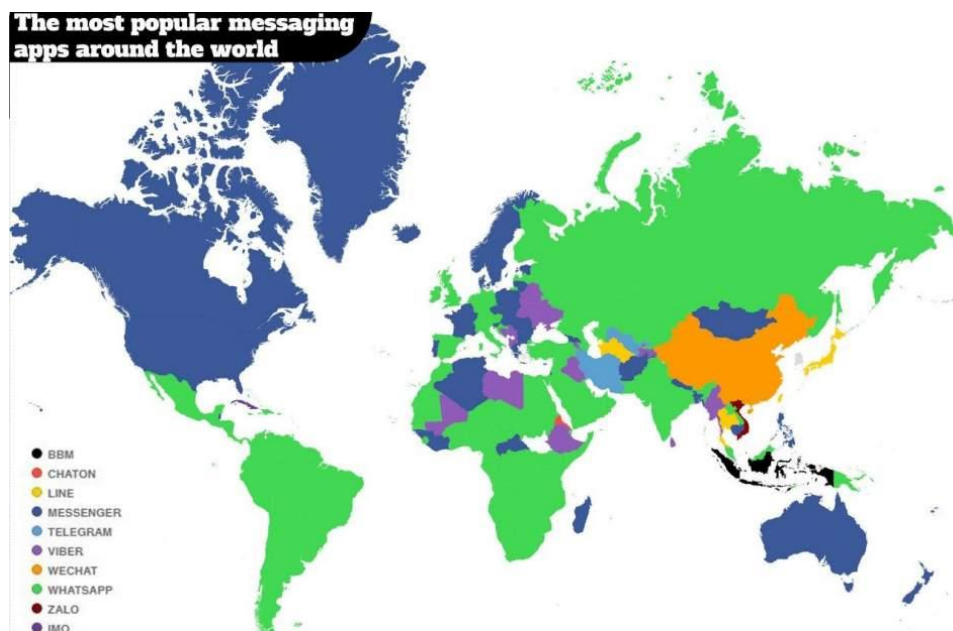 The most popular messaging
apps around the world
BBM
CHATON
LINE
MESSENGER
TELEGRAM
VIBER
WECHAT
WHATSAPP
ZALO
IMO